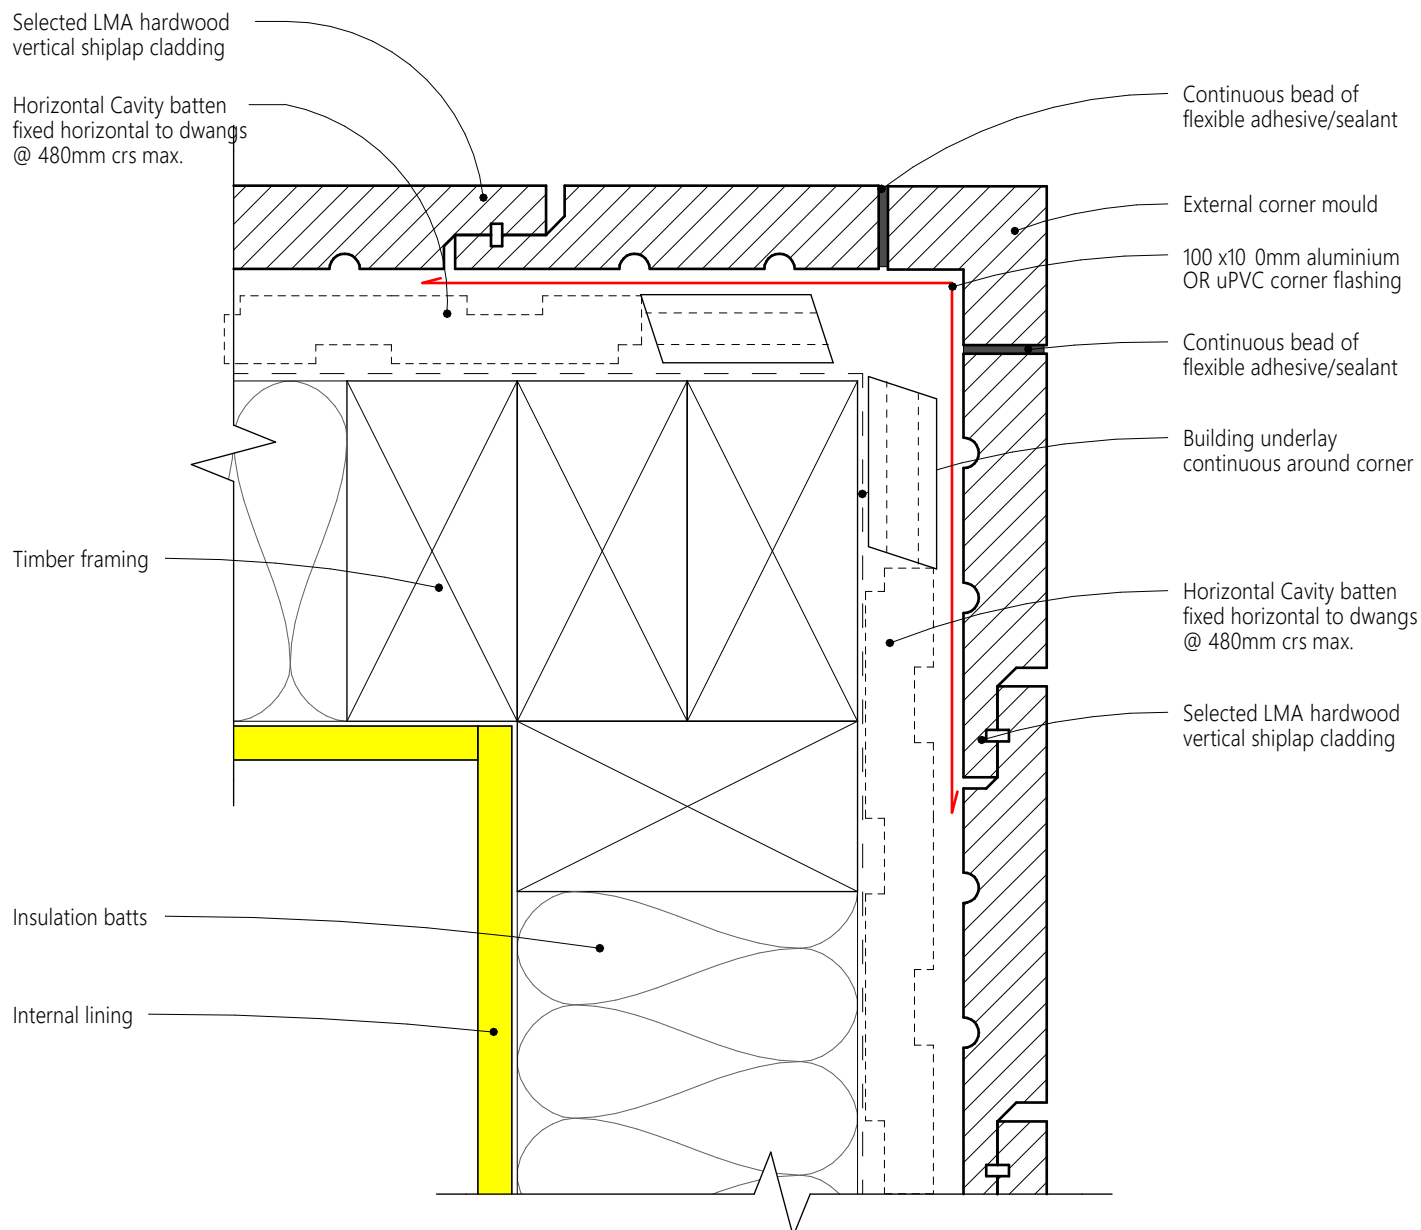 Selected LMA hardwood
vertical shiplap cladding
Horizontal Cavity batten
fixed horizontal to dwangs
@ 480mm crs max.
Timber framing
Insulation batts
Internal lining
Continuous bead of
flexible adhesive/sealant
External corner mould
100 x10 0mm aluminium
OR uPVC corner flashing
Continuous bead of
flexible adhesive/sealant
Building underlay
continuous around corner
Horizontal Cavity batten
fixed horizontal to dwangs
@ 480mm crs max.
Selected LMA hardwood
vertical shiplap cladding